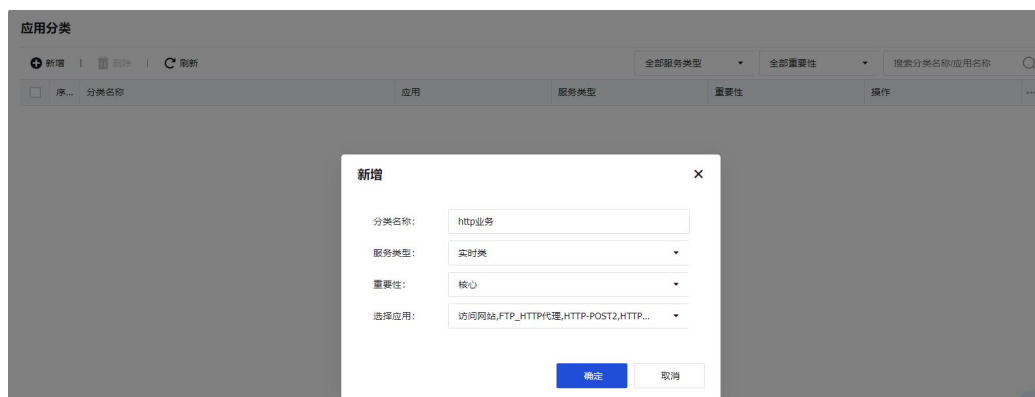 应用分类
新增 | 删除 | 刷新 全部服务类型 全部重要性 搜索分类名称/应用名称
序... 分类名称 应用 服务类型 重要性 操作 ...
新增
分类名称: http业务
服务类型: 实时类
重要性: 核心
选择应用: 访问网站,FTP_HTTP代理,HTTP-POST2,HTTP...
确定 取消